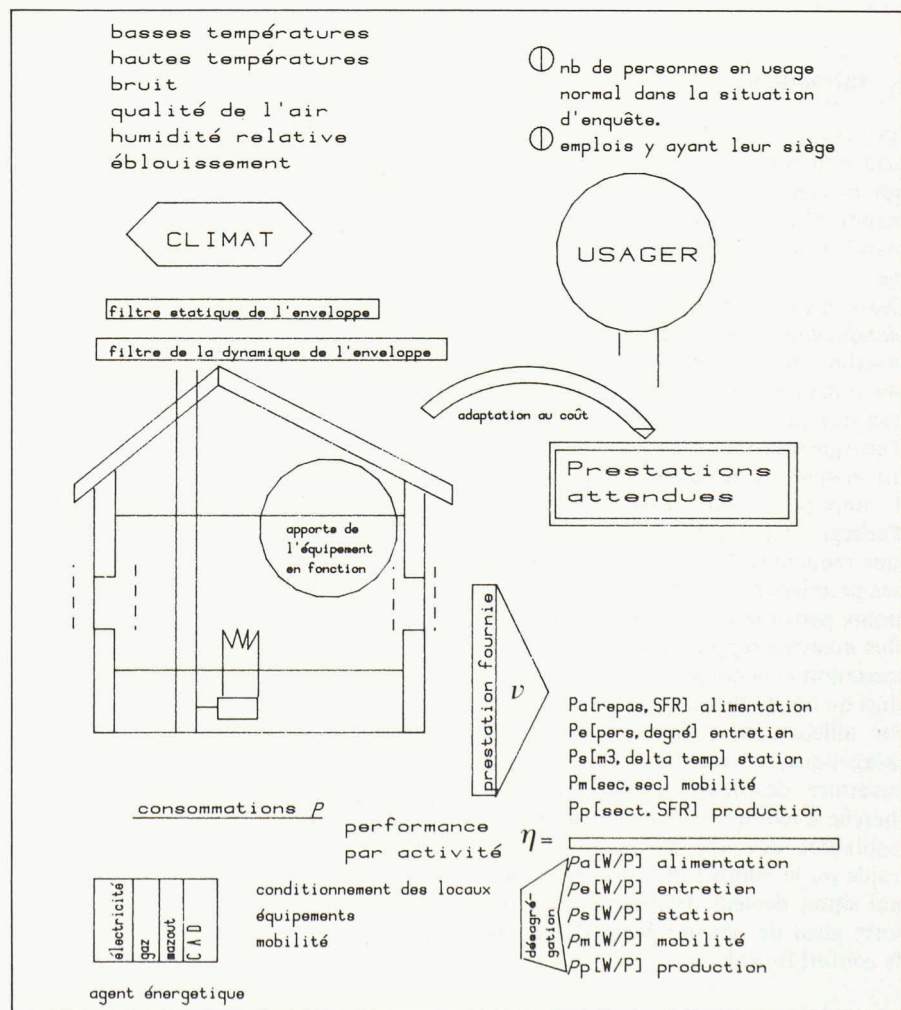 basses températures
hautes températures
bruit
qualité de l'air
humidité relative
éblouissement
nb de personnes en usage
normal dans la situation
d'enquête.
emplois y ayant leur siège
CLIMAT
USAGER
filtre statique de l'enveloppe
filtre de la dynamique de l'enveloppe
adaptation au coût
Prestations
attendues
apports de
l'équipement
en fonction
prestation fournie
ν
Pa[repas, SFR] alimentation
Pe[pers, degré] entretien
Ps[m3, delta temp] station
Pm[sec, sec] mobilité
Pp[sect. SFR] production
consommations P
performance
par activité
η =
Pa[W/P] alimentation
Pe[W/P] entretien
Ps[W/P] station
Pm[W/P] mobilité
Pp[W/P] production
désagré-
gation
électricité
gaz
mazout
CAD
conditionnement des locaux
équipements
mobilité
agent énergetique